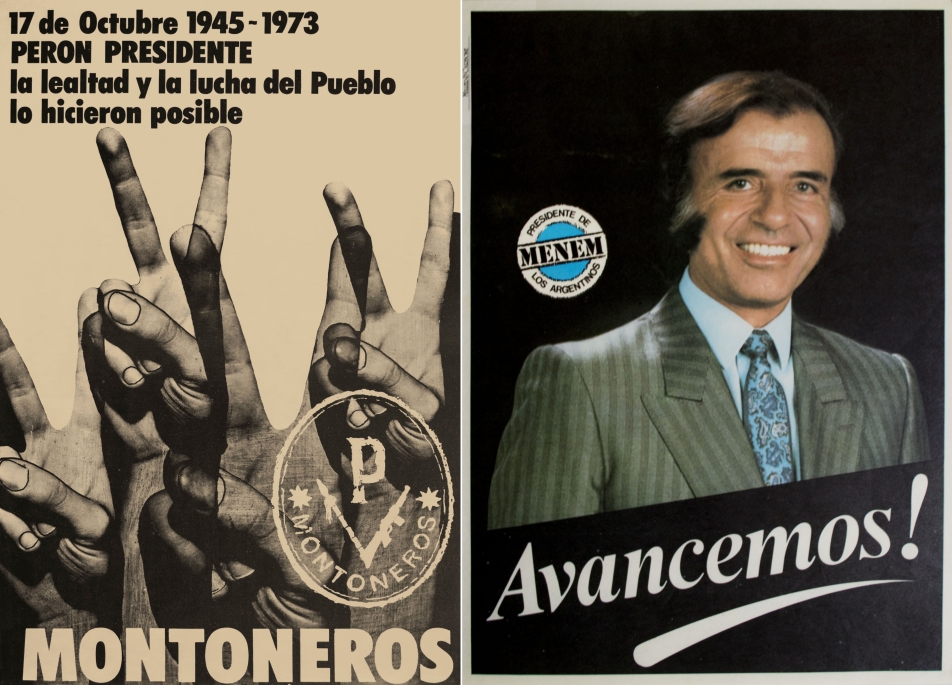 17 de Octubre 1945-1973
PERON PRESIDENTE
la lealtad y la lucha del Pueblo
lo hicieron posible
P
MONTONEROS
MONTONEROS
PRESIDENTE DE
MENEM
LOS ARGENTINOS
Avancemos!